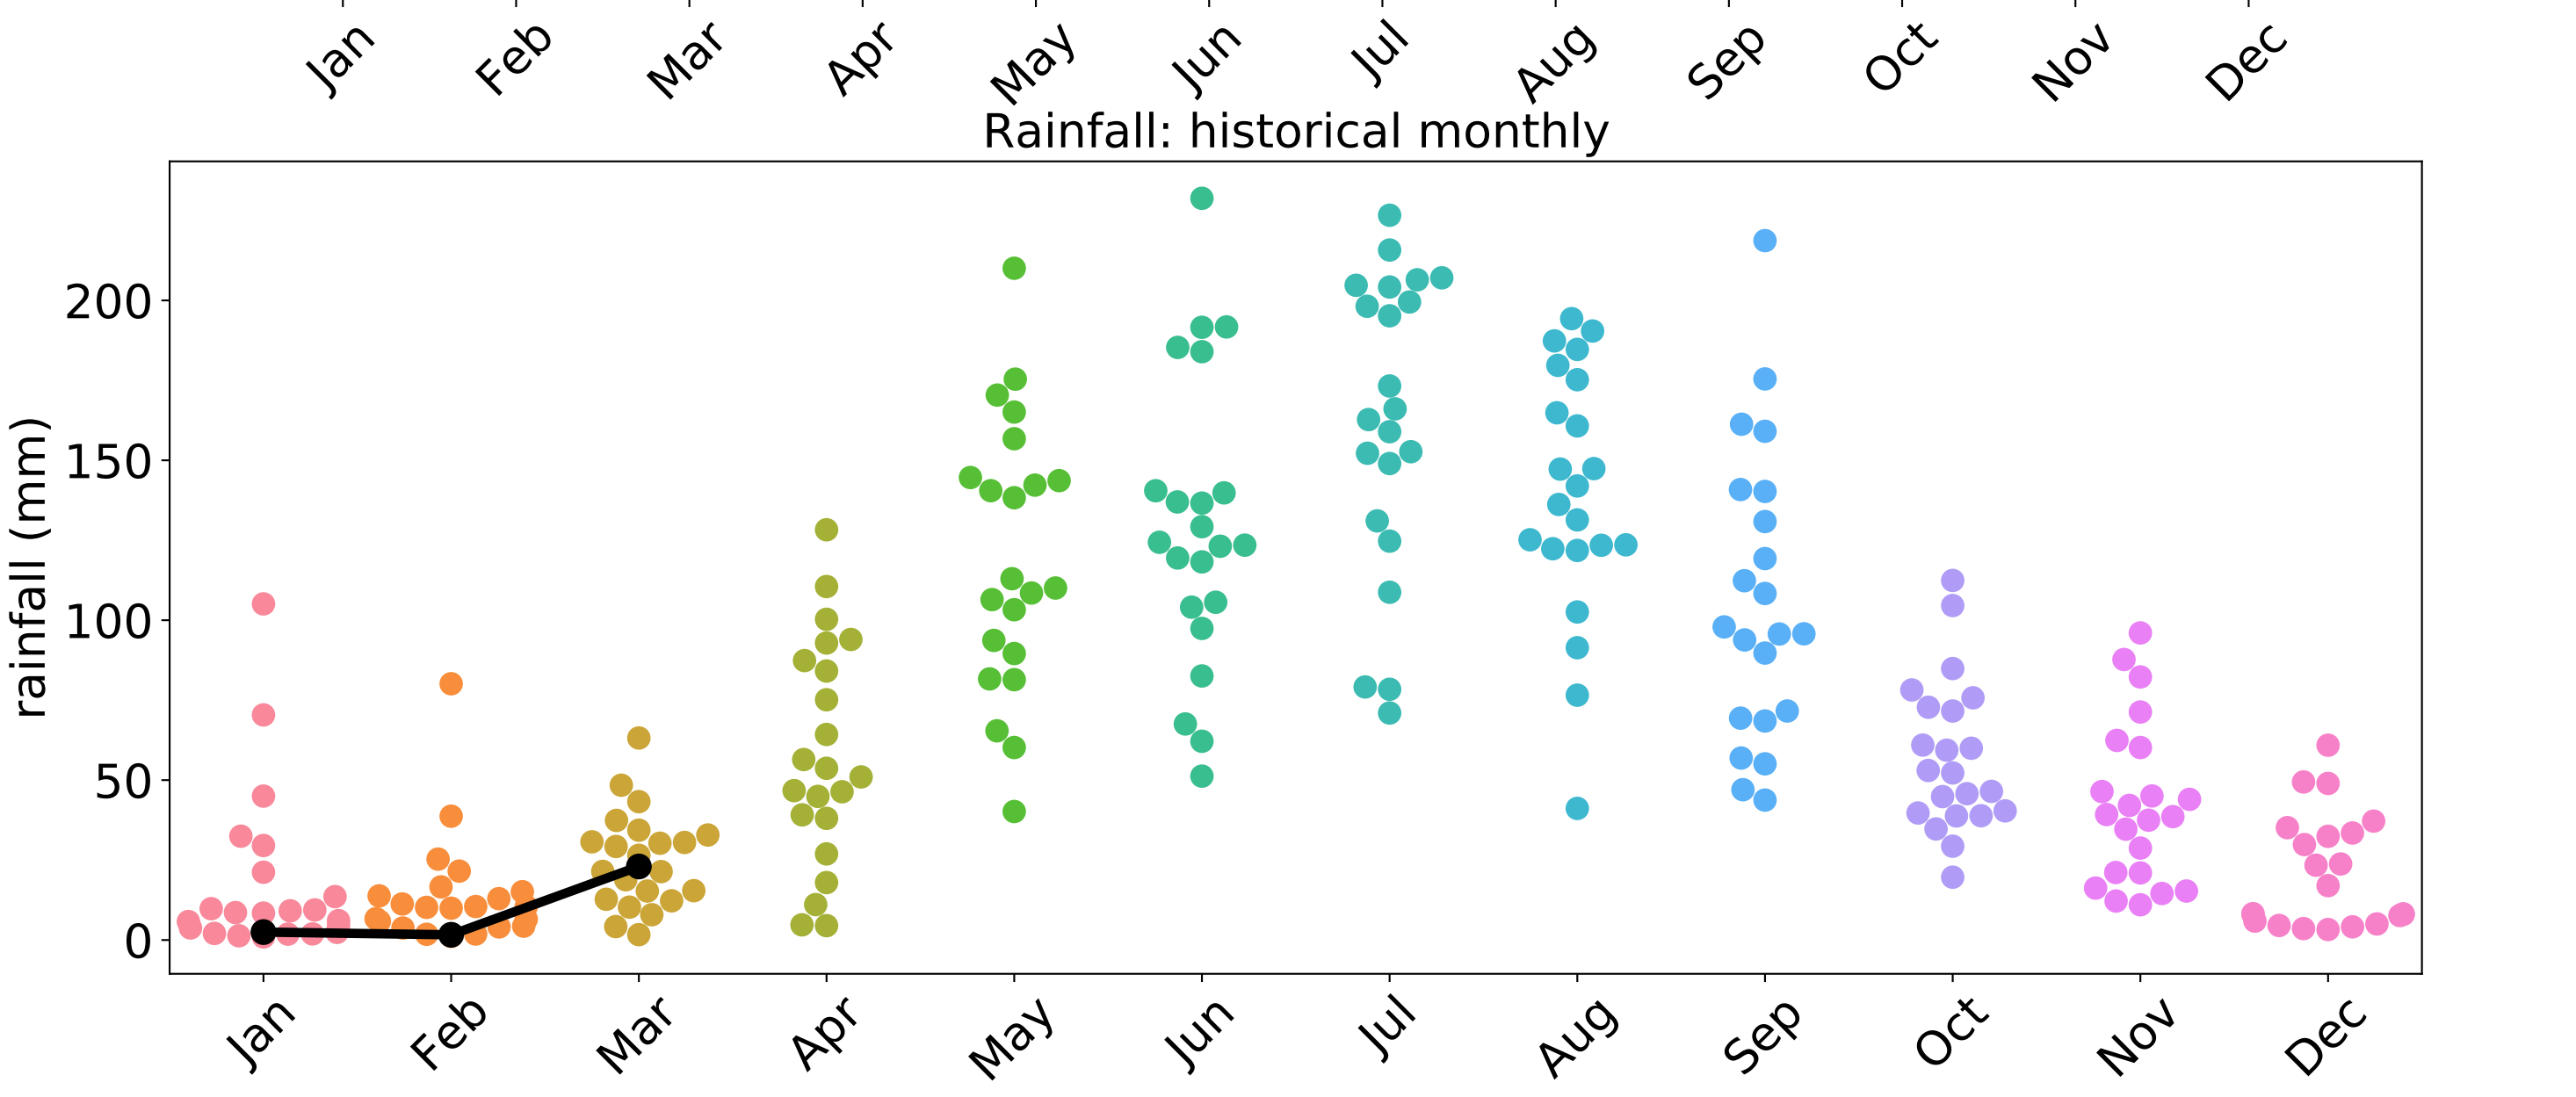 Jan Feb Mar Apr May Jun Jul Aug Sep Oct Nov Dec
Rainfall: historical monthly
rainfall (mm)
200
150
100
50
0
Jan Feb Mar Apr May Jun Jul Aug Sep Oct Nov Dec